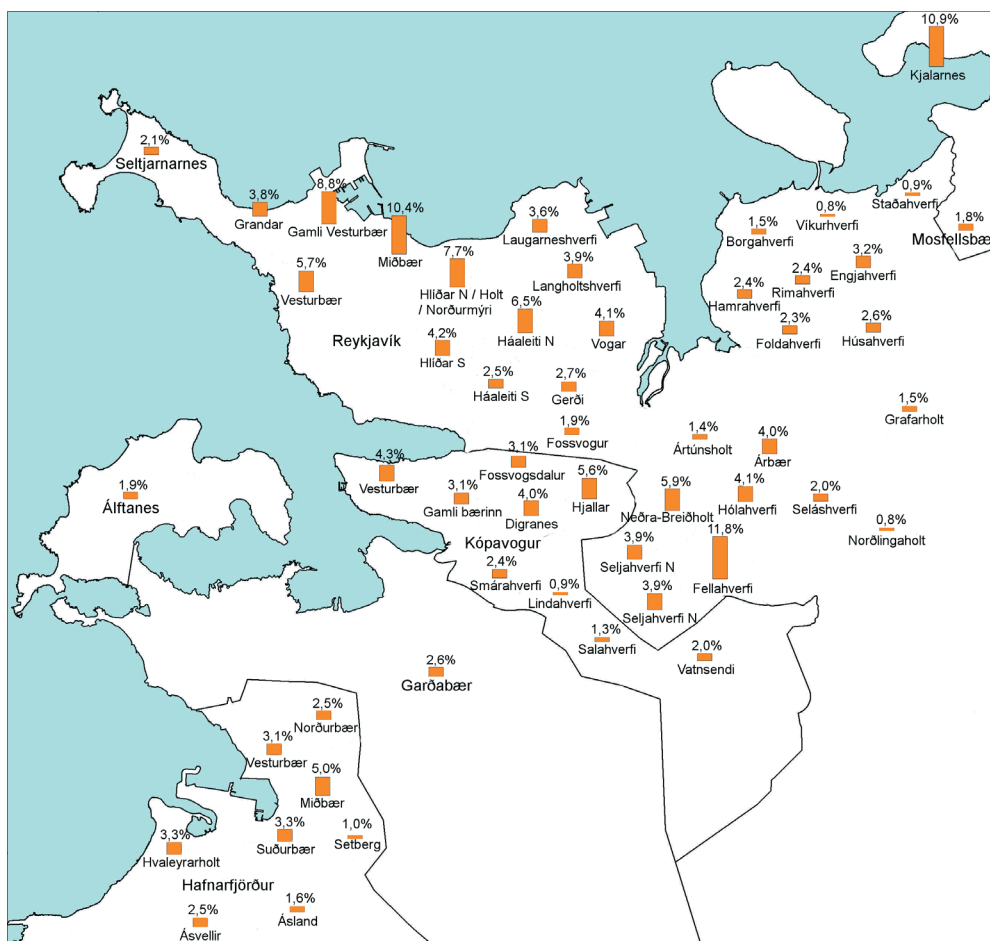 10,9%
Kjalarnes
2,1%
Seltjarnarnes
3,8%
Grandar
8,8%
Gamli Vesturbær
10,4%
Miðbær
5,7%
Vesturbær
7,7%
Hlíðar N / Holt
/ Norðurmýri
3,6%
Laugarneshverfi
3,9%
Langholtshverfi
6,5%
Háaleiti N
4,1%
Vogar
Reykjavík
4,2%
Hlíðar S
2,5%
Háaleiti S
2,7%
Gerði
1,9%
Fossvogur
0,9%
Staðahverfi
0,8%
Víkurhverfi
1,5%
Borgahverfi
1,8%
Mosfellsbæ
3,2%
Engjahverfi
2,4%
Rimahverfi
2,4%
Hamrahverfi
2,3%
Foldahverfi
2,6%
Húsahverfi
1,5%
Grafarholt
1,4%
Ártúnsholt
4,0%
Árbær
5,9%
Neðra-Breiðholt
4,1%
Hólahverfi
2,0%
Seláshverfi
0,8%
Norðlingaholt
11,8%
Fellahverfi
3,9%
Seljahverfi N
3,9%
Seljahverfi N
1,9%
Álftanes
4,3%
Vesturbær
3,1%
Fossvogsdalur
3,1%
Gamli bærinn
4,0%
Digranes
5,6%
Hjallar
Kópavogur
2,4%
Smárahverfi
0,9%
Lindahverfi
1,3%
Salahverfi
2,0%
Vatnsendi
2,6%
Garðabær
2,5%
Norðurbær
3,1%
Vesturbær
5,0%
Miðbær
3,3%
Suðurbær
1,0%
Setberg
3,3%
Hvaleyrarholt
Hafnarfjörður
1,6%
Ásland
2,5%
Ásvellir